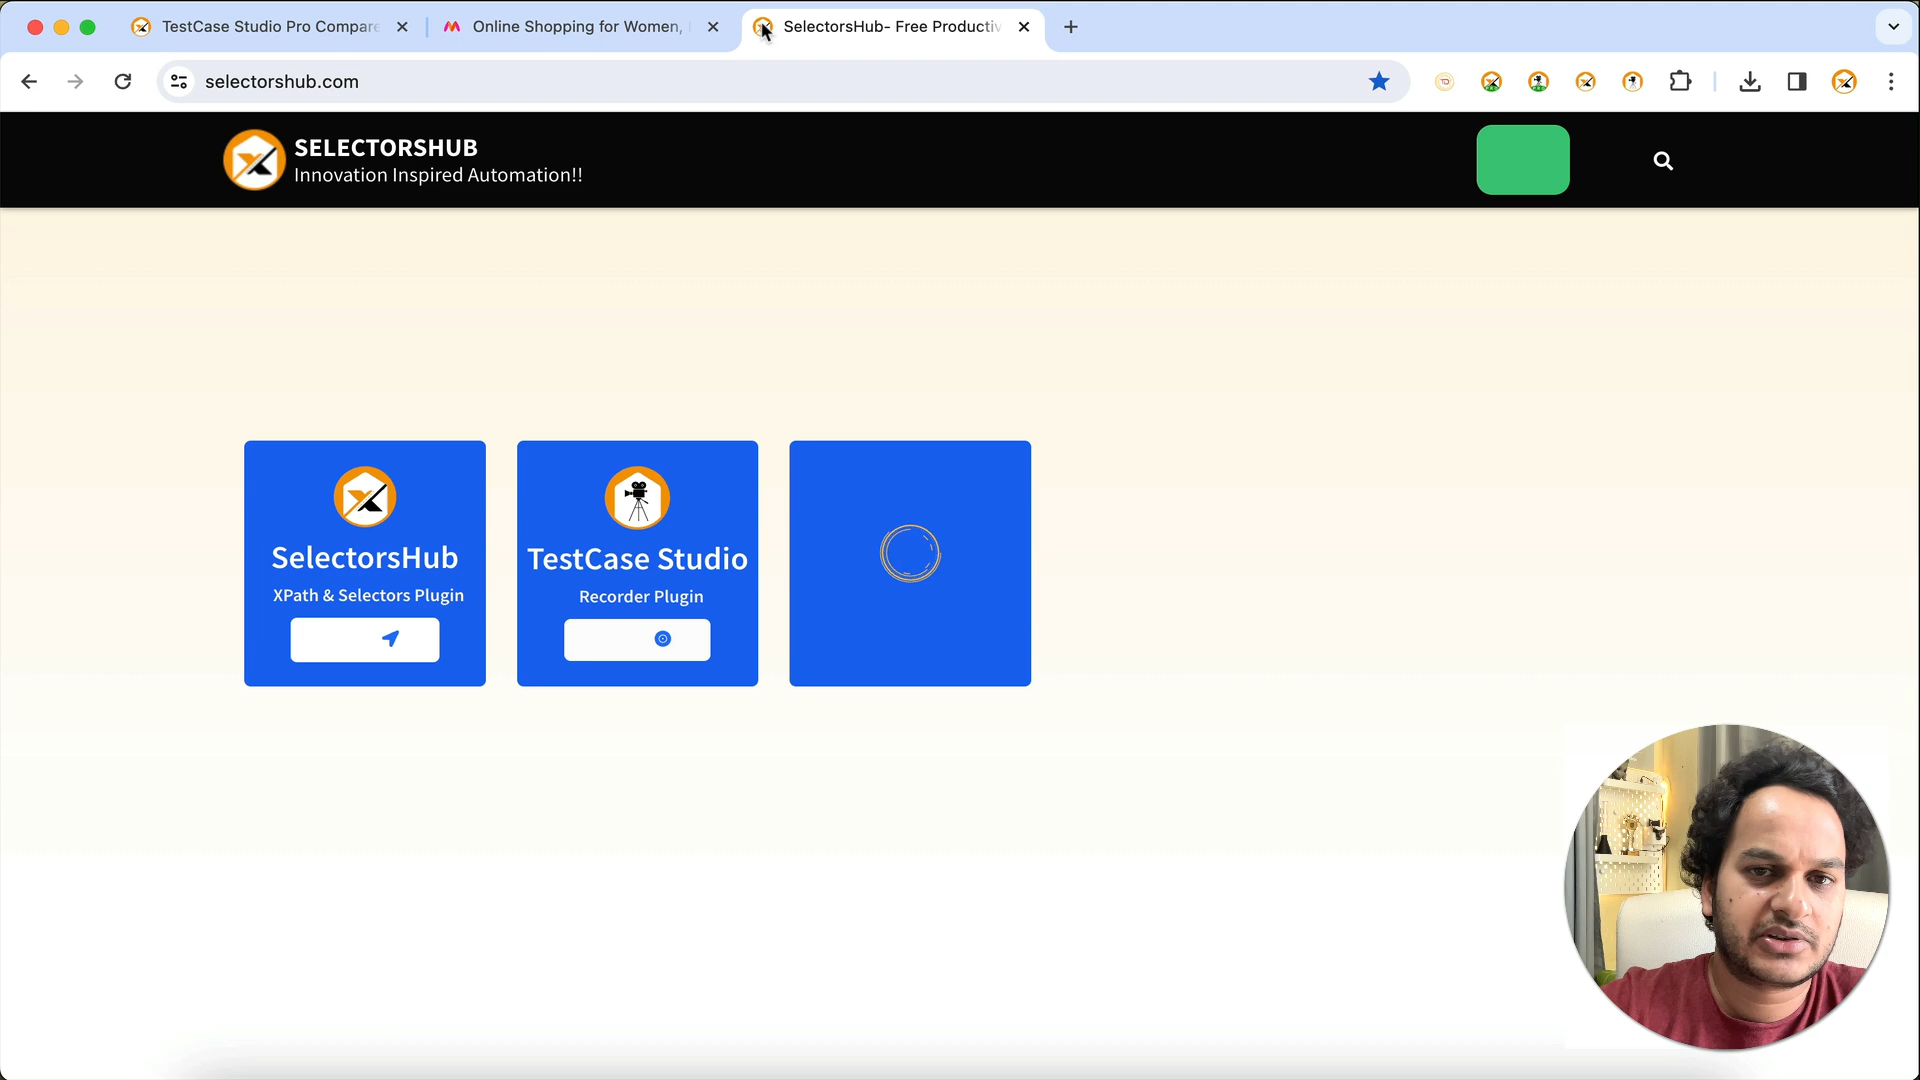 TestCase Studio Pro Compare
Online Shopping for Women,
SelectorsHub- Free Productiv
selectorshub.com
SELECTORSHUB
Innovation Inspired Automation!!
SelectorsHub
XPath & Selectors Plugin
TestCase Studio
Recorder Plugin